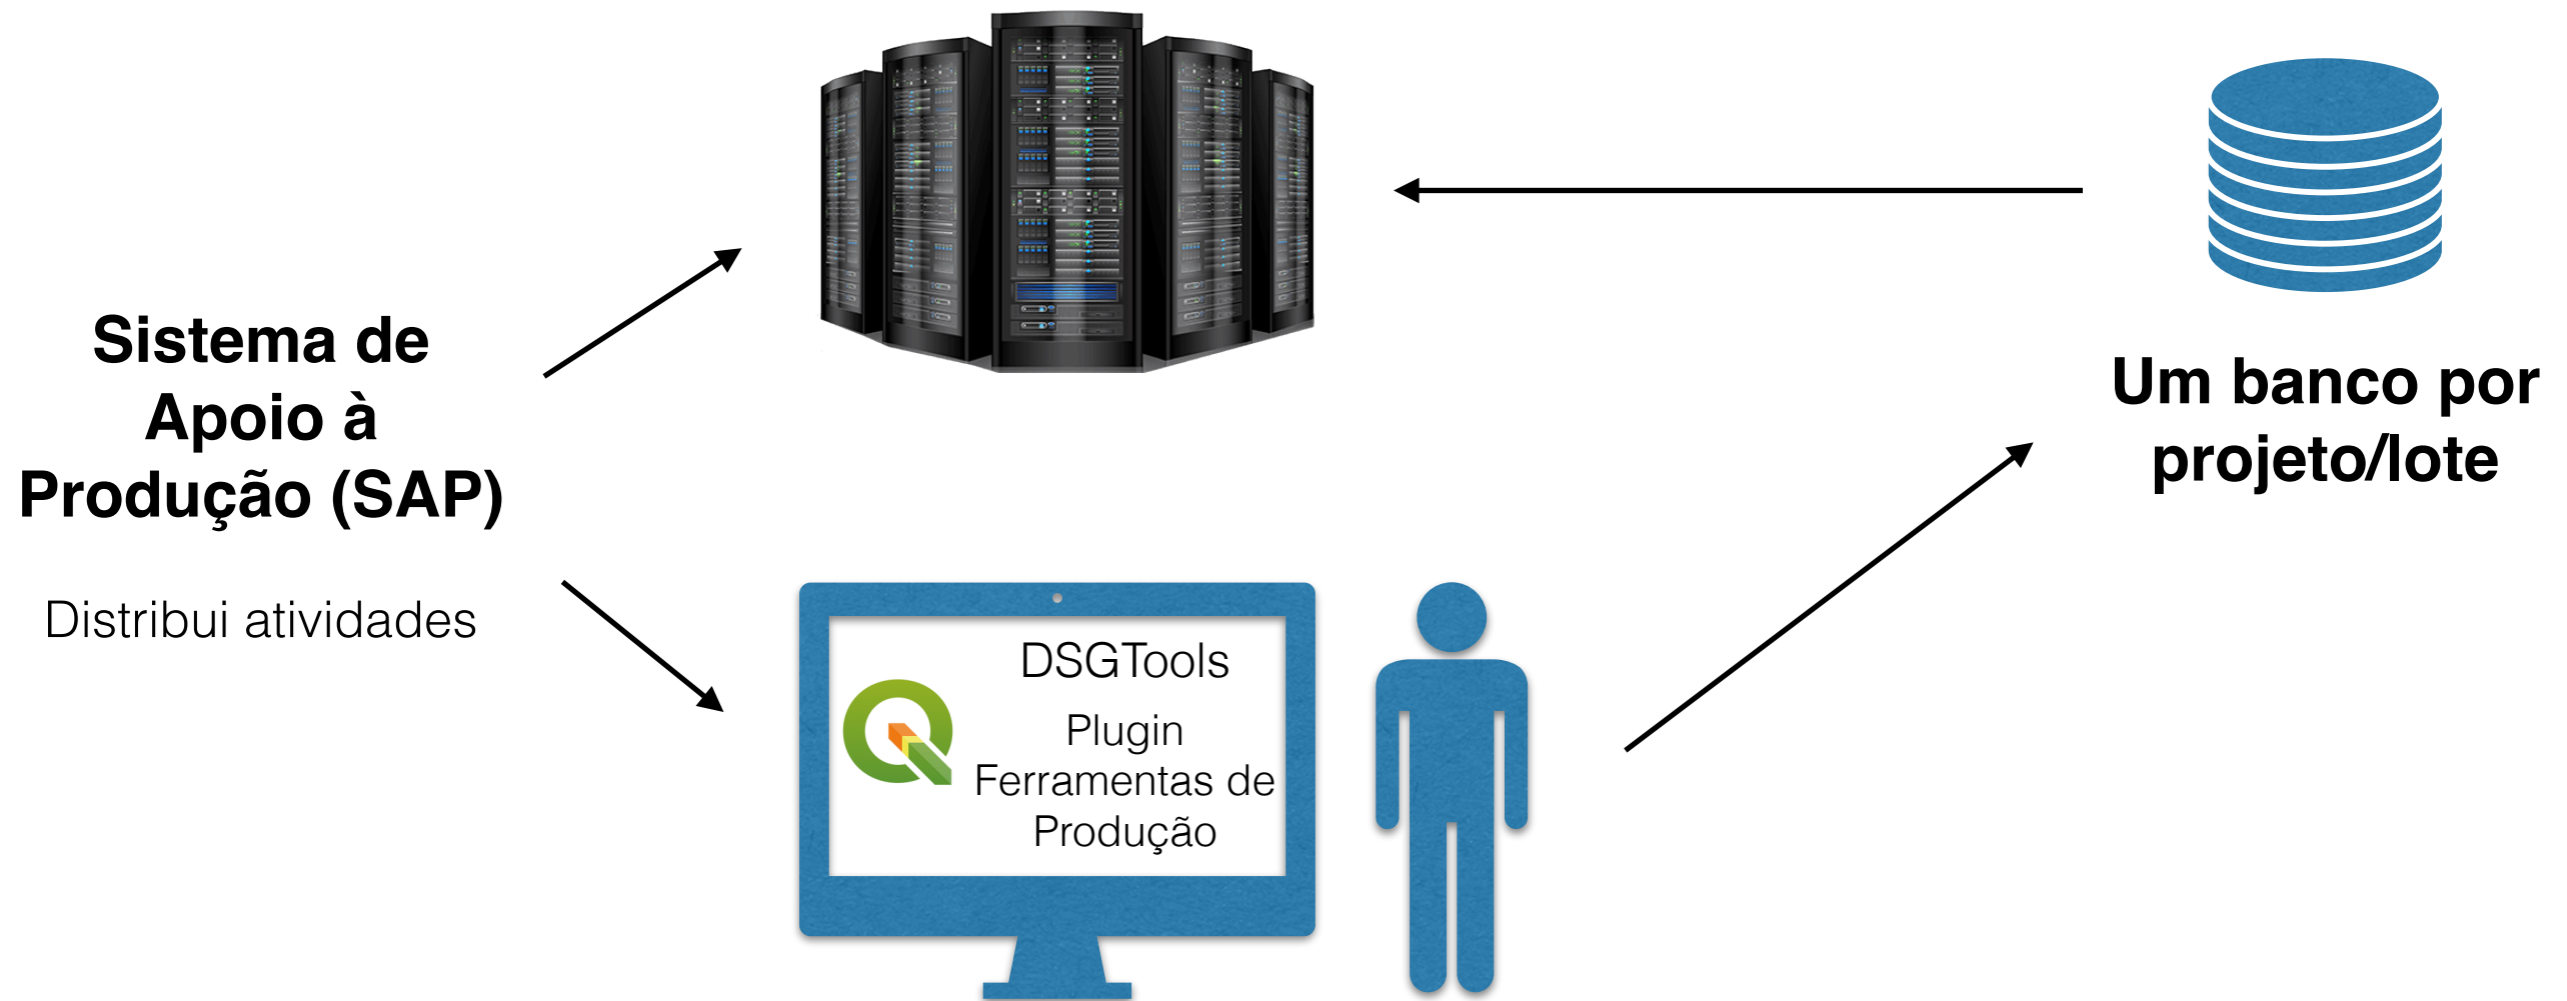 Sistema de
Apoio à
Produção (SAP)
Distribui atividades
DSGTools
Plugin
Ferramentas de
Produção
Um banco por
projeto/lote